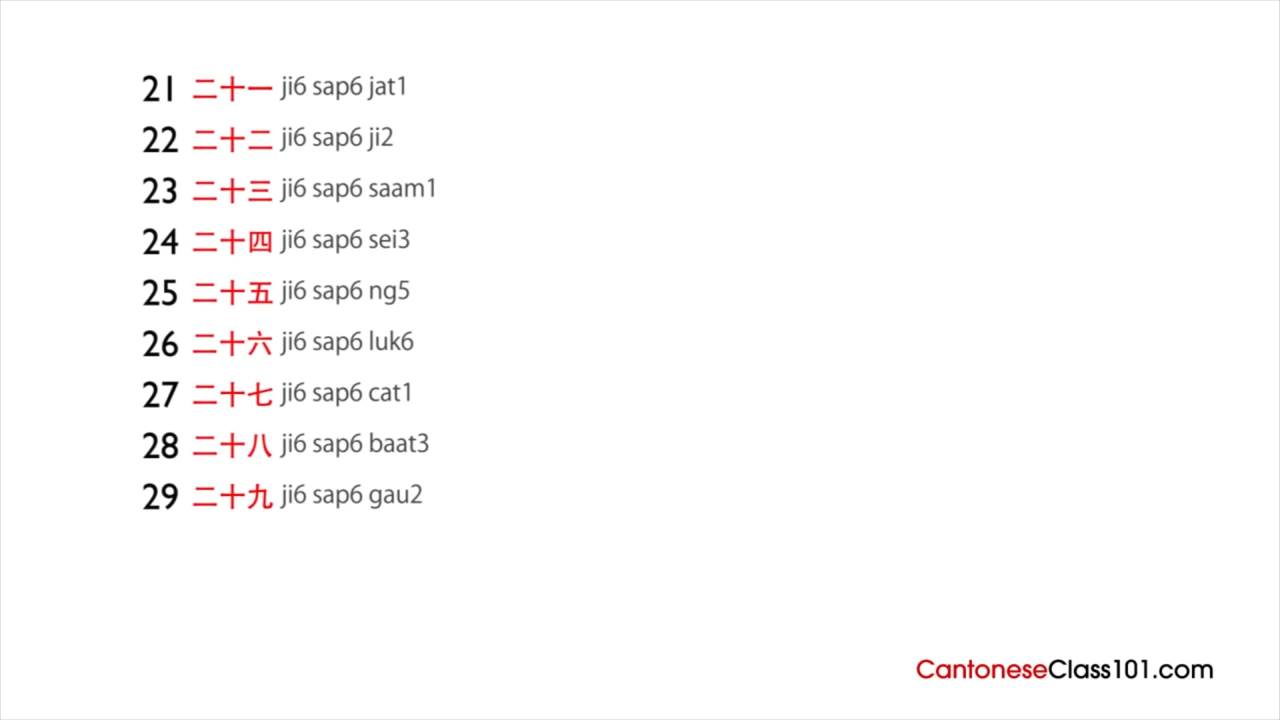 21 二十一 ji6 sap6 jat1
22 二十二 ji6 sap6 ji2
23 二十三 ji6 sap6 saam1
24 二十四 ji6 sap6 sei3
25 二十五 ji6 sap6 ng5
26 二十六 ji6 sap6 luk6
27 二十七 ji6 sap6 cat1
28 二十八 ji6 sap6 baat3
29 二十九 ji6 sap6 gau2
CantoneseClass101.com